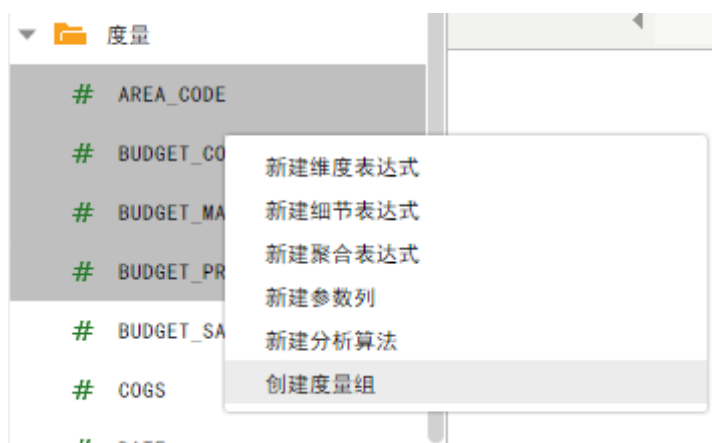 度量
# AREA_CODE
# BUDGET_CO
# BUDGET_MA
# BUDGET_PR
# BUDGET_SA
# COGS
新建维度表达式
新建细节表达式
新建聚合表达式
新建参数列
新建分析算法
创建度量组